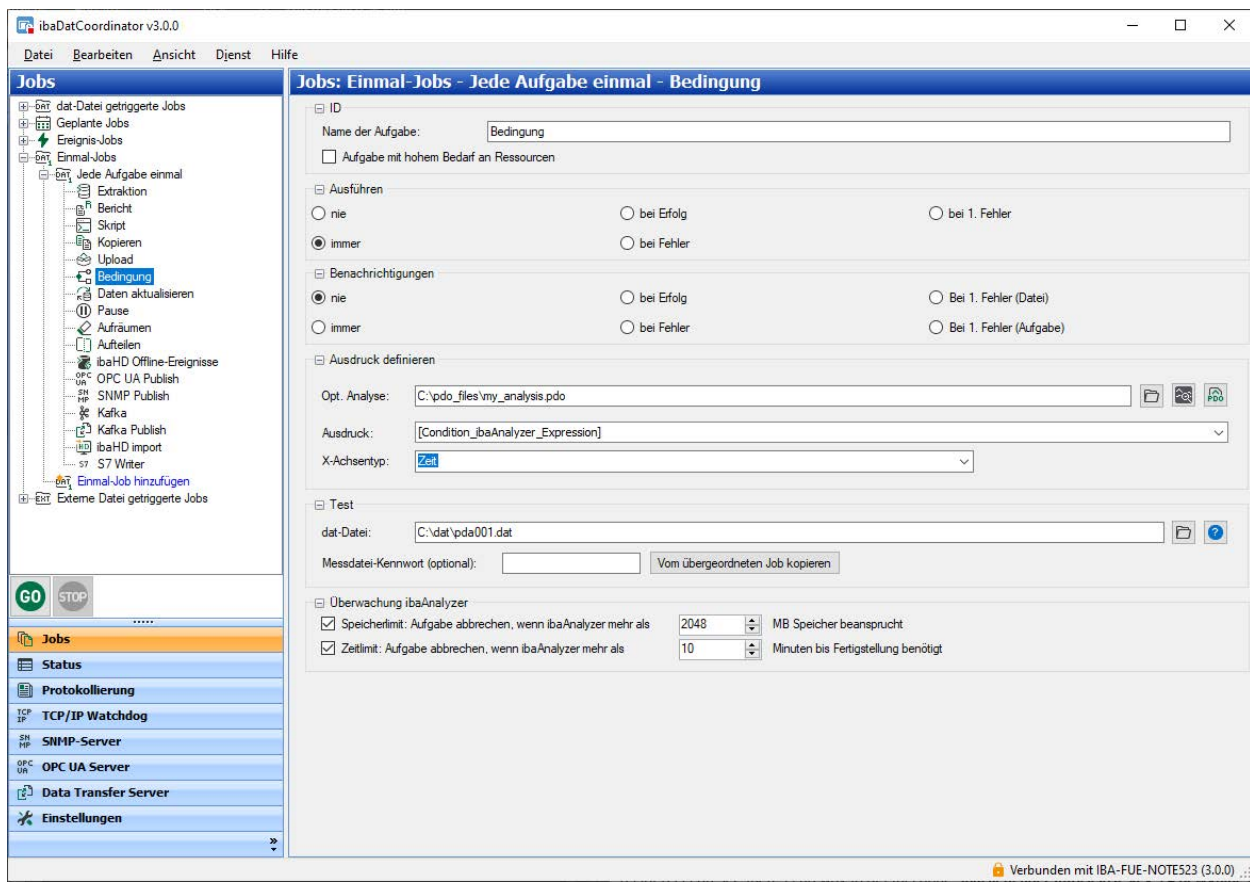 ibaDatCoordinator v3.0.0
Datei Bearbeiten Ansicht Dienst Hilfe
Jobs
dat-Datei getriggerte Jobs
Geplante Jobs
Ereignis-Jobs
Einmal-Jobs
Jede Aufgabe einmal
Extraktion
Bericht
Skript
Kopieren
Upload
Bedingung
Daten aktualisieren
Pause
Aufräumen
Aufteilen
ibaHD Offline-Ereignisse
OPC UA Publish
SNMP Publish
Kafka
Kafka Publish
ibaHD import
S7 S7 Writer
Einmal-Job hinzufügen
Externe Datei getriggerte Jobs
GO STOP
Jobs
Status
Protokollierung
TCP/IP Watchdog
SNMP-Server
OPC UA Server
Data Transfer Server
Einstellungen
Jobs: Einmal-Jobs - Jede Aufgabe einmal - Bedingung
ID
Name der Aufgabe: Bedingung
Aufgabe mit hohem Bedarf an Ressourcen
Ausführen
nie bei Erfolg bei 1. Fehler
immer bei Fehler
Benachrichtigungen
nie bei Erfolg Bei 1. Fehler (Datei)
immer bei Fehler Bei 1. Fehler (Aufgabe)
Ausdruck definieren
Opt. Analyse: C:\pdo_files\my_analysis.pdo PDO
Ausdruck: [Condition_ibaAnalyzer_Expression]
X-Achsentyp: Zeit
Test
dat-Datei: C:\dat\pda001.dat
Messdatei-Kennwort (optional): Vom übergeordneten Job kopieren
Überwachung ibaAnalyzer
Speicherlimit: Aufgabe abbrechen, wenn ibaAnalyzer mehr als 2048 MB Speicher beansprucht
Zeitlimit: Aufgabe abbrechen, wenn ibaAnalyzer mehr als 10 Minuten bis Fertigstellung benötigt
Verbunden mit IBA-FUE-NOTE523 (3.0.0)